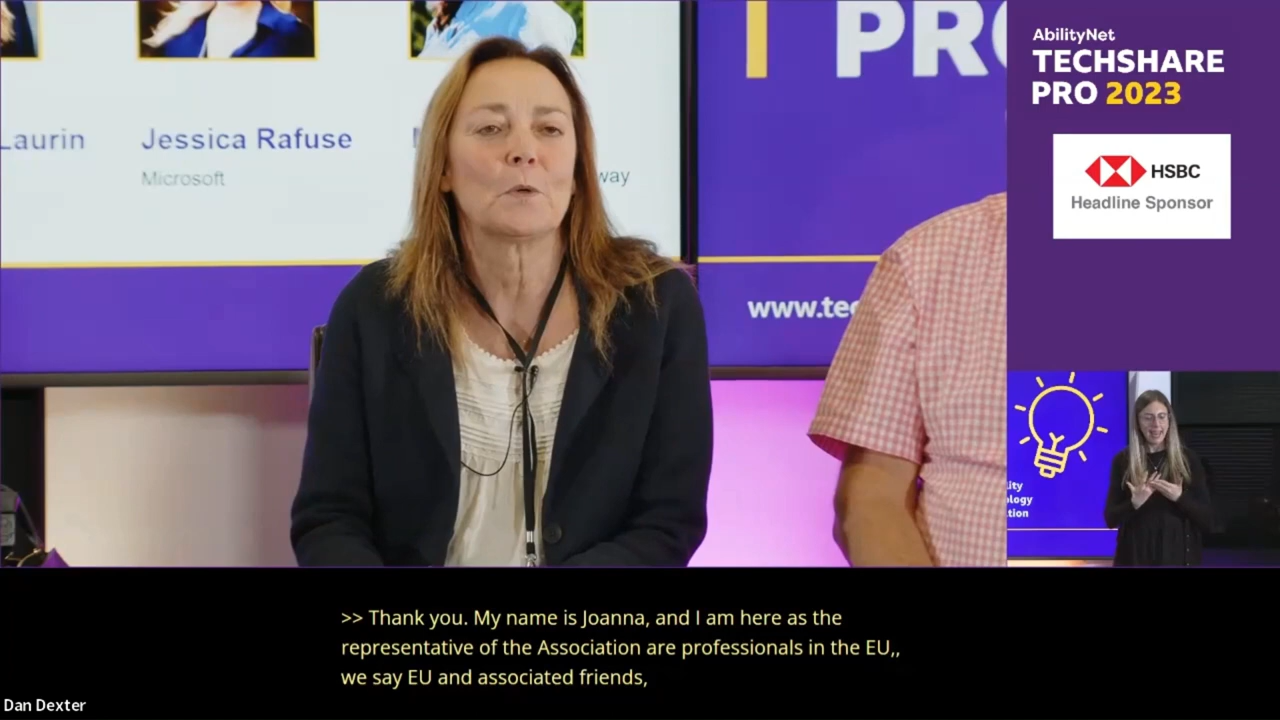 Laurin
Jessica Rafuse
Microsoft
way
PRO
www.tec
AbilityNet
TECHSHARE
PRO 2023
HSBC
Headline Sponsor
ity
ology
tion
>> Thank you. My name is Joanna, and I am here as the
representative of the Association are professionals in the EU,,
we say EU and associated friends,
Dan Dexter